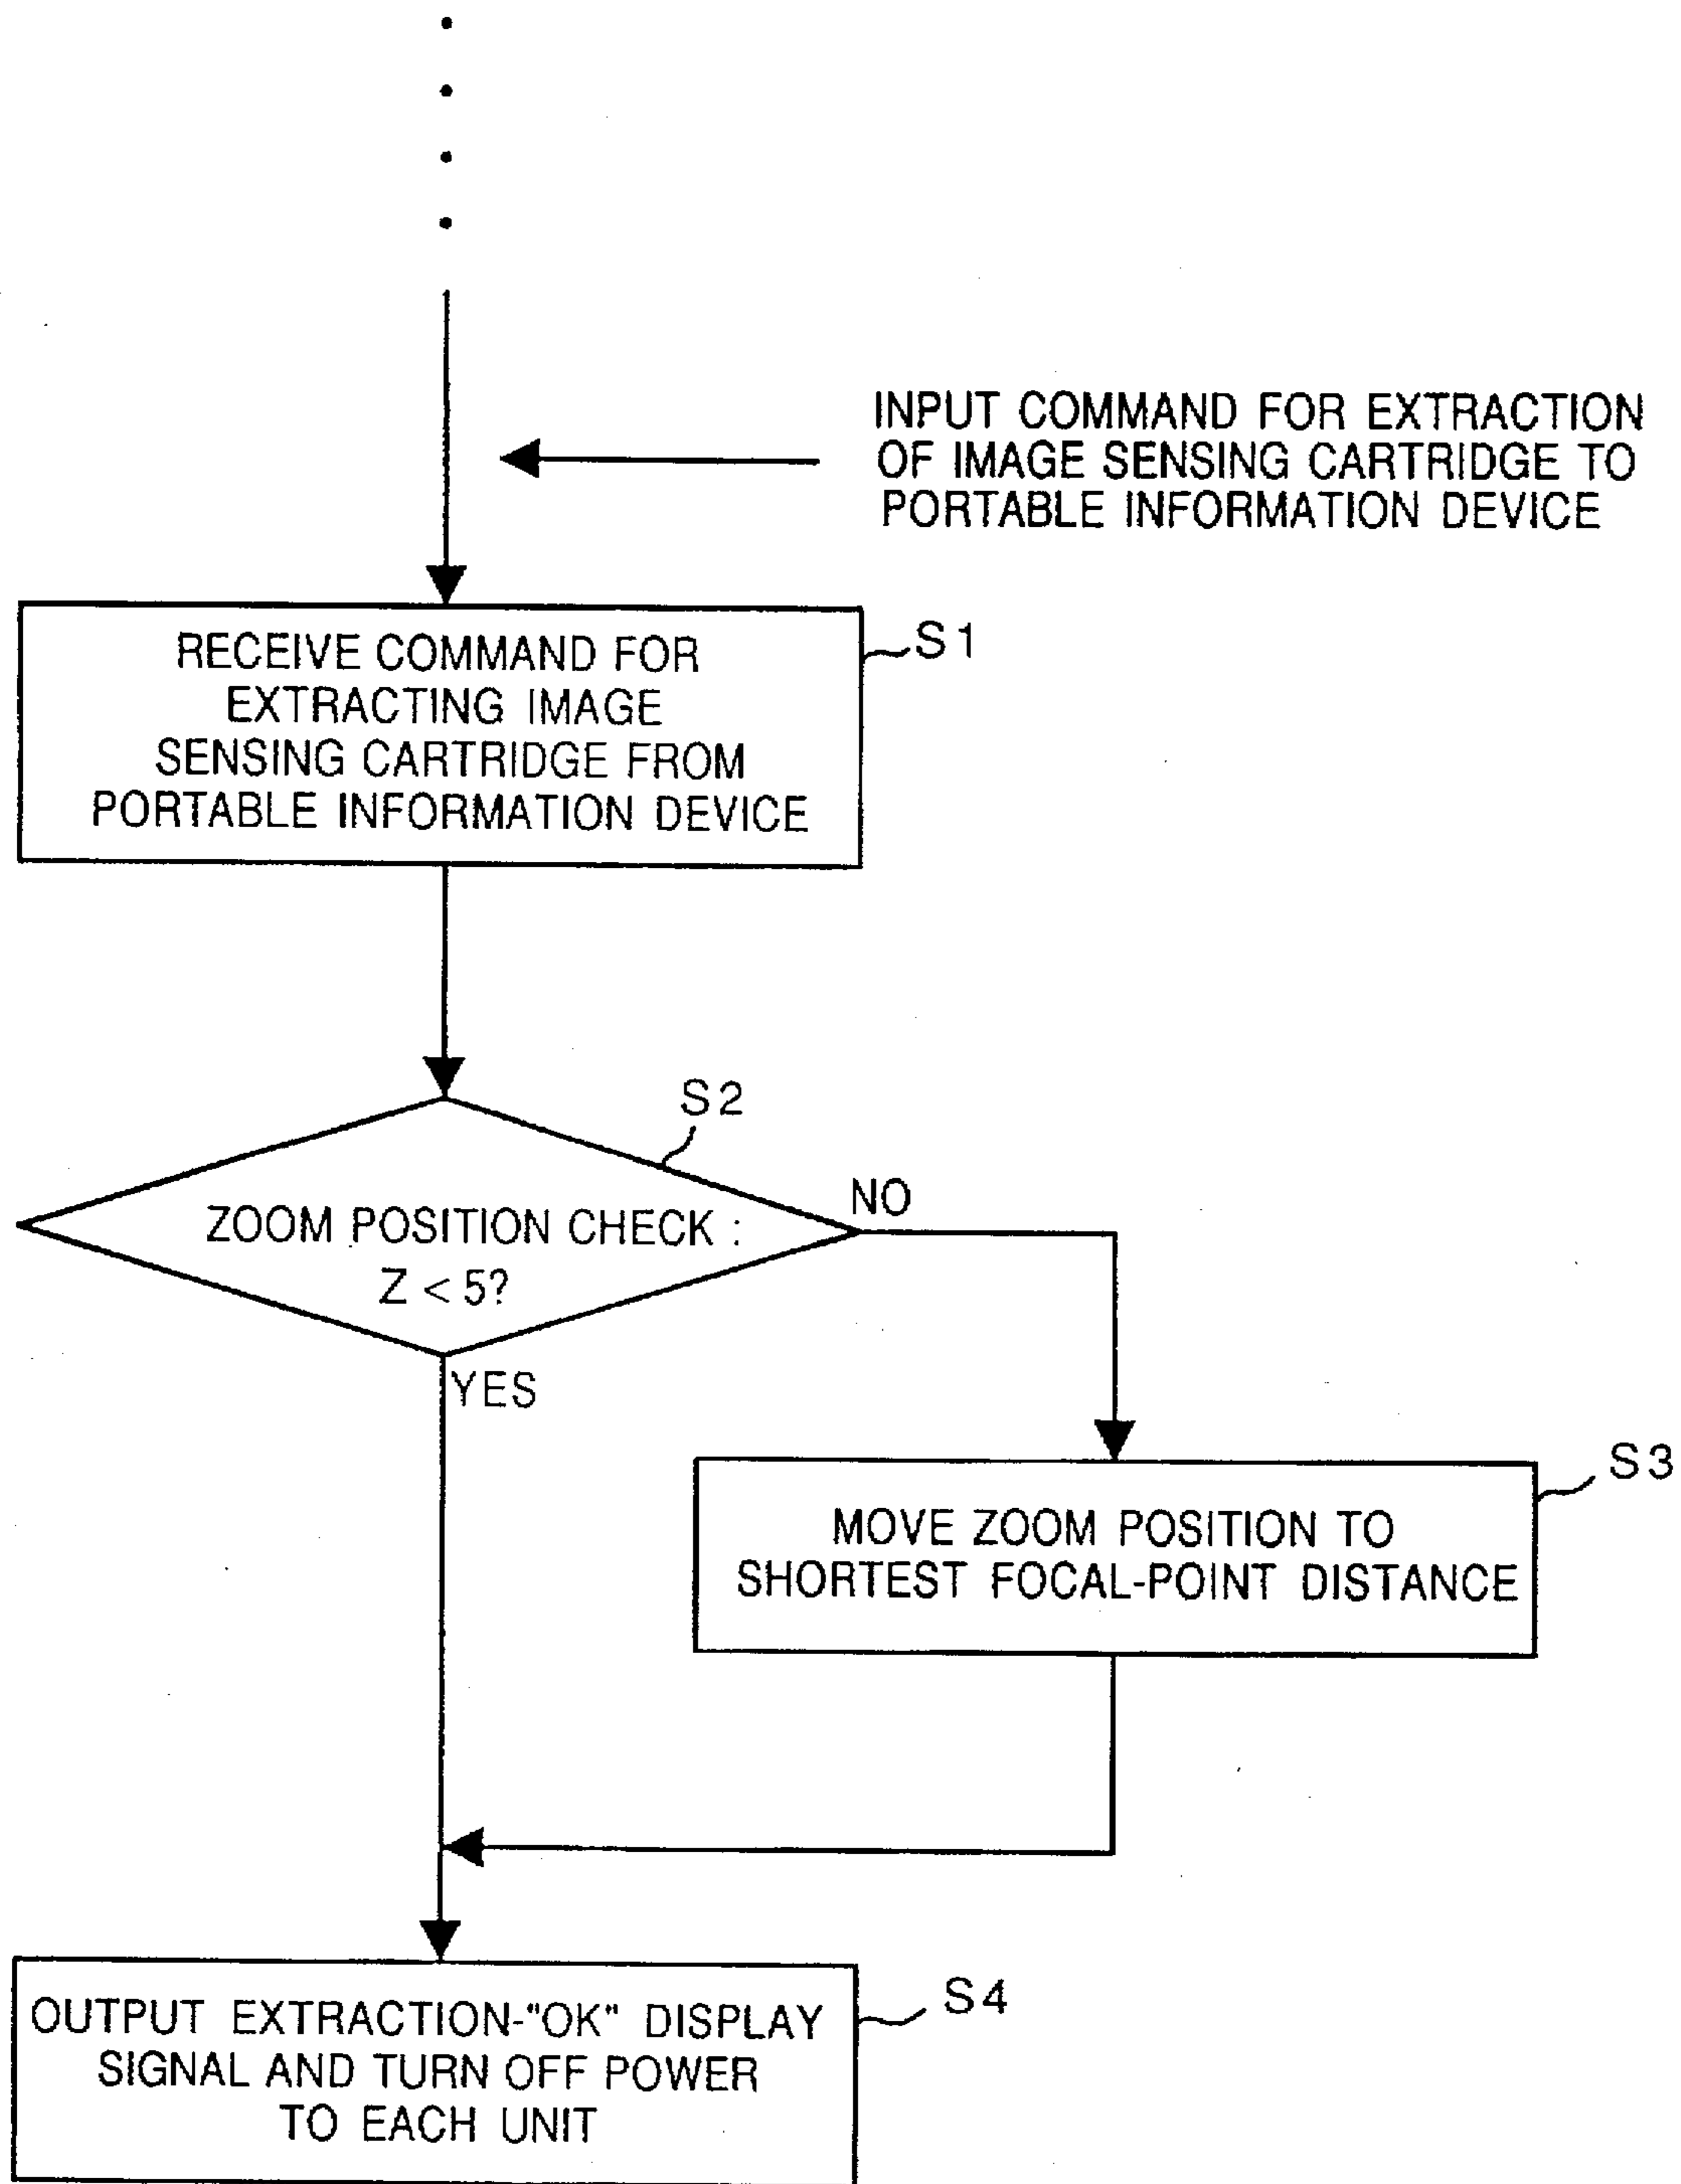 INPUT COMMAND FOR EXTRACTION
OF IMAGE SENSING CARTRIDGE TO
PORTABLE INFORMATION DEVICE
RECEIVE COMMAND FOR
EXTRACTING IMAGE
SENSING CARTRIDGE FROM
PORTABLE INFORMATION DEVICE
S1
S2
ZOOM POSITION CHECK :
Z < 5?
NO
YES
S3
MOVE ZOOM POSITION TO
SHORTEST FOCAL-POINT DISTANCE
S4
OUTPUT EXTRACTION-"OK" DISPLAY
SIGNAL AND TURN OFF POWER
TO EACH UNIT